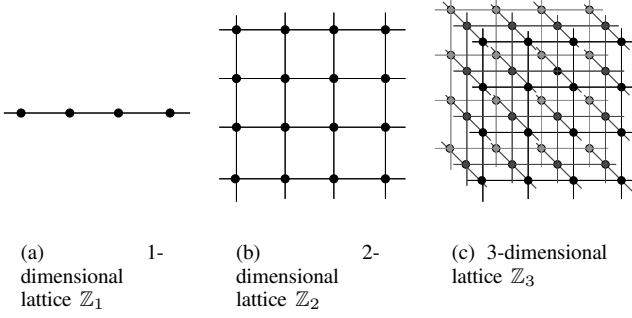 (a) 1-
dimensional
lattice ℤ₁
(b) 2-
dimensional
lattice ℤ₂
(c) 3-dimensional
lattice ℤ₃